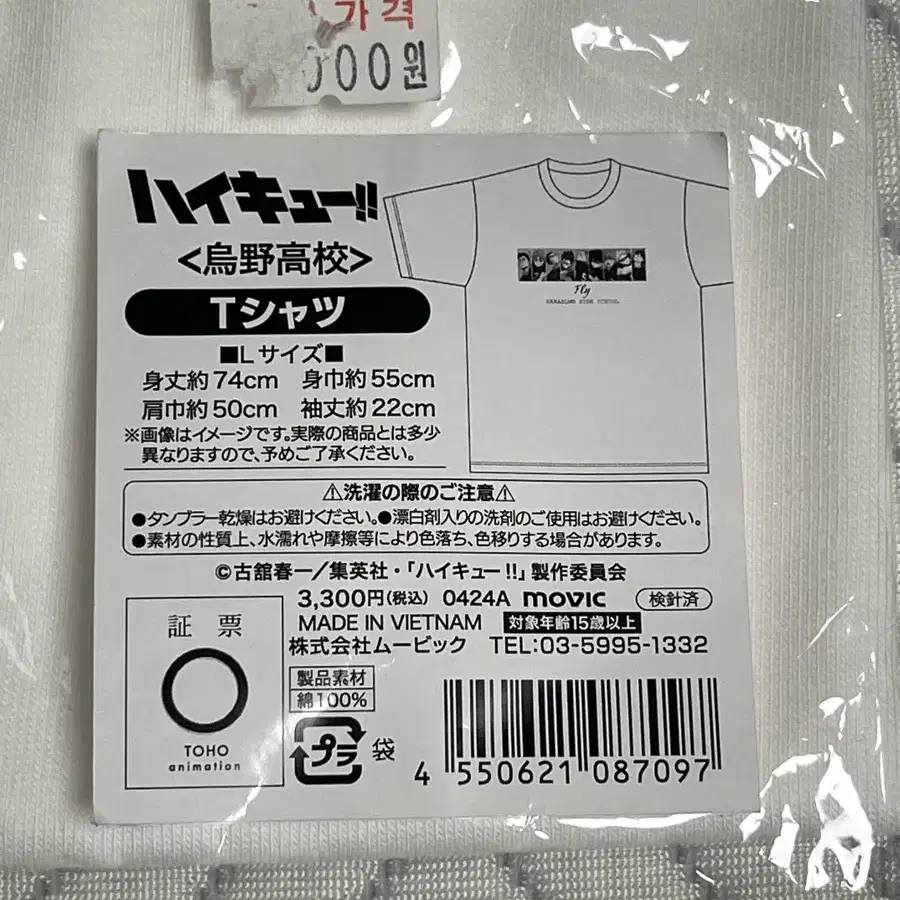 가격
000원
ハイキュー!!
<烏野高校>
Tシャツ
■Lサイズ■
身丈約74cm 身巾約55cm
肩巾約50cm 袖丈約22cm
※画像はイメージです。実際の商品とは多少
異なりますので、予めご了承ください。
Fly
KARASUNO HIGH SCHOOL
⚠洗濯の際のご注意⚠
●タンブラー乾燥はお避けください。●漂白剤入りの洗剤のご使用はお避けください。
●素材の性質上、水濡れや摩擦等により色落ち、色移りする場合があります。
©古舘春一／集英社・「ハイキュー!!」製作委員会
3,300円(税込) 0424A movic 検針済
MADE IN VIETNAM 対象年齢15歳以上
株式会社ムービック TEL:03-5995-1332
証票
TOHO
animation
製品素材
綿100%
プラ 袋
4 550621 087097